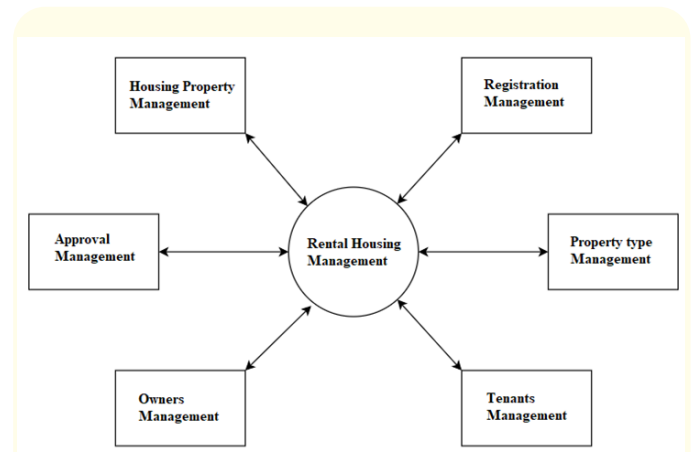 Housing Property
Management
Registration
Management
Approval
Management
Rental Housing
Management
Property type
Management
Owners
Management
Tenants
Management